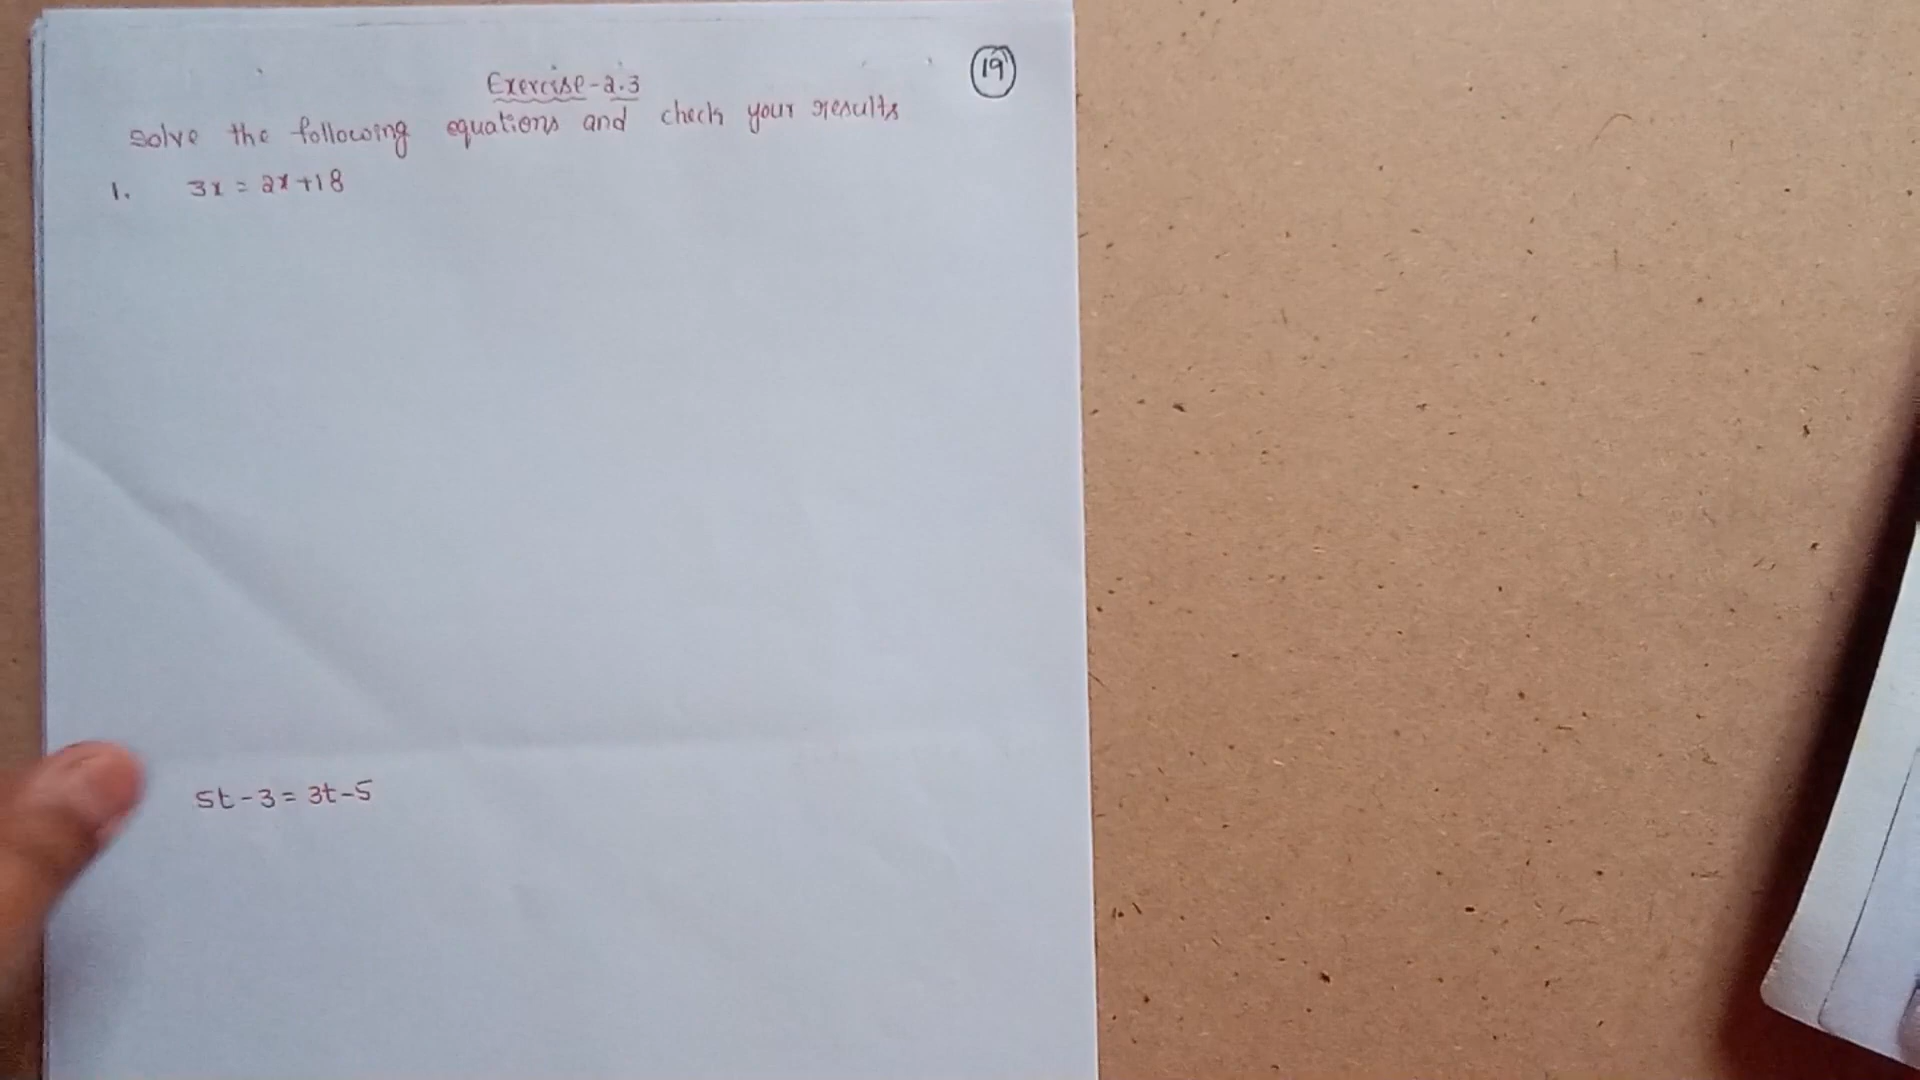 19
Exercise-2.3
Solve the following equations and check your results
1. 3x = 2x+18
5t-3= 3t-5